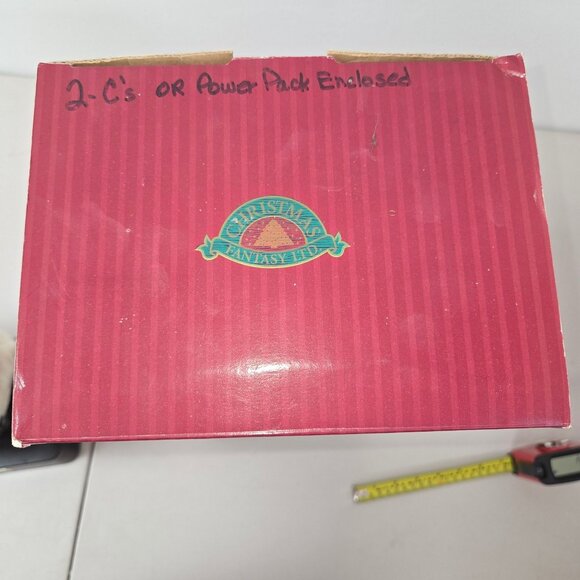 2-C's OR Power Pack Enclosed
CHRISTMAS
FANTASY LTD.